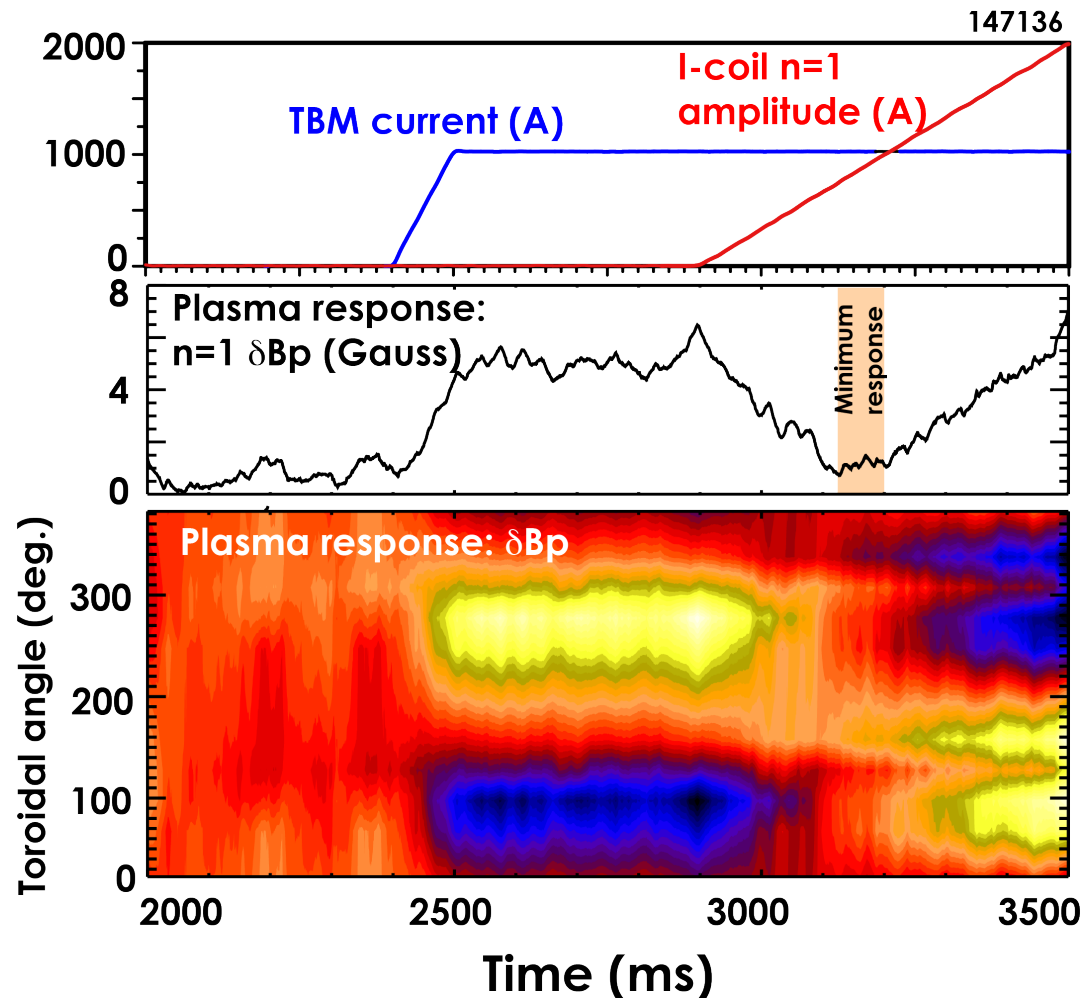 147136
2000
1000
0
I-coil n=1
amplitude (A)
TBM current (A)
8
4
0
Plasma response:
n=1 δBp (Gauss)
Minimum
response
Plasma response: δBp
Toroidal angle (deg.)
300
200
100
0
2000 2500 3000 3500
Time (ms)